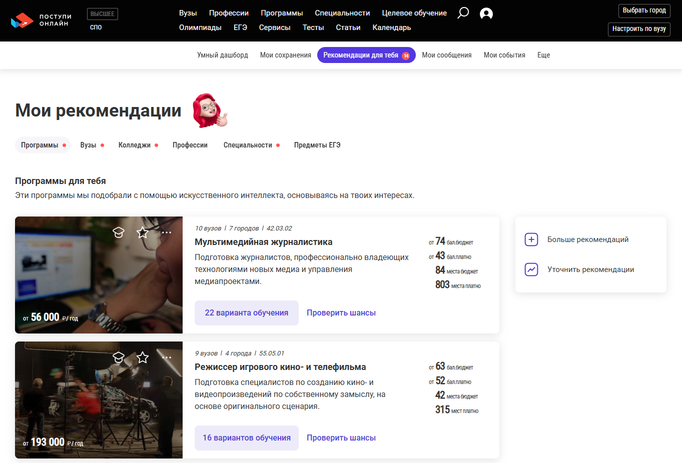 ПОСТУПИ
ОНЛАЙН
ВЫСШЕЕ
СПО
Вузы Профессии Программы Специальности Целевое обучение
Олимпиады ЕГЭ Сервисы Тесты Статьи Календарь
Выбрать город
Настроить по вузу
Умный дашборд Мои сохранения Рекомендации для тебя Мои сообщения Мои события Еще
Мои рекомендации
Программы Вузы Колледжи Профессии Специальности Предметы ЕГЭ
Программы для тебя
Эти программы мы подобрали с помощью искусственного интеллекта, основываясь на твоих интересах.
от 56 000 ₽/год
10 вузов | 7 городов | 42.03.02
Мультимедийная журналистика
Подготовка журналистов, профессионально владеющих
технологиями новых медиа и управления
медиапроектами.
22 варианта обучения Проверить шансы
от 74 бал.бюджет
от 43 бал.платно
84 места бюджет
803 места платно
Больше рекомендаций
Уточнить рекомендации
от 193 000 ₽/год
9 вузов | 4 города | 55.05.01
Режиссер игрового кино- и телефильма
Подготовка специалистов по созданию кино- и
видеопроизведений по собственному замыслу, на
основе оригинального сценария.
16 вариантов обучения Проверить шансы
от 63 бал.бюджет
от 52 бал.платно
42 места бюджет
315 мест платно